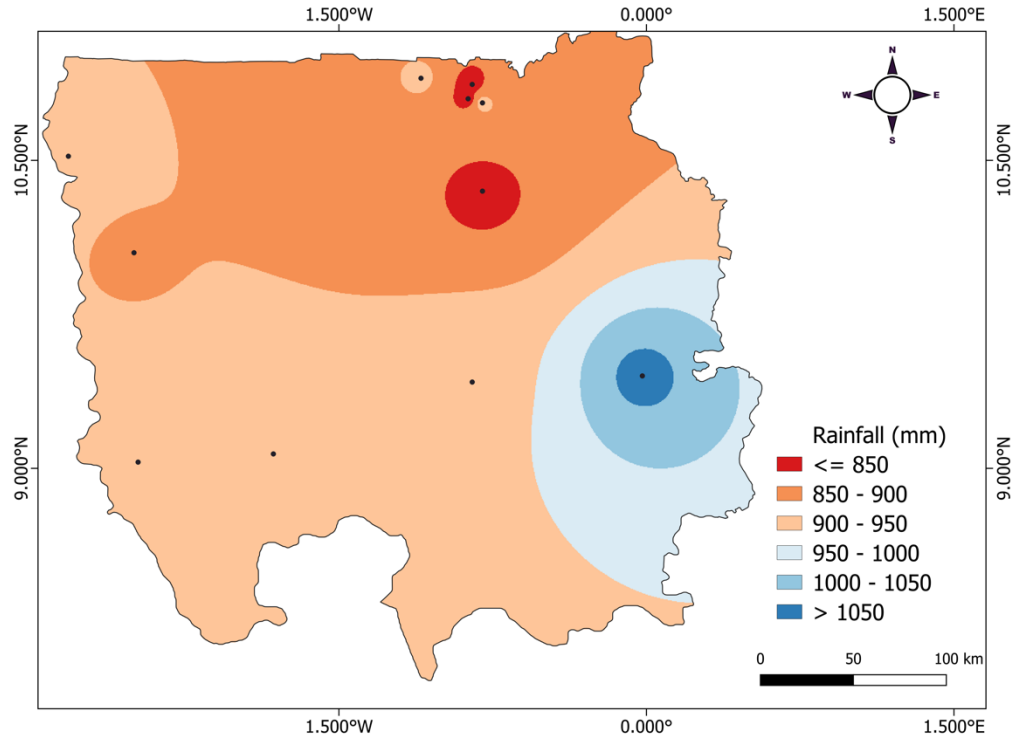 1.500°W 0.000° 1.500°E
N
W E
S
10.500°N 10.500°N
9.000°N 9.000°N
Rainfall (mm)
<= 850
850 - 900
900 - 950
950 - 1000
1000 - 1050
> 1050
0 50 100 km
1.500°W 0.000° 1.500°E